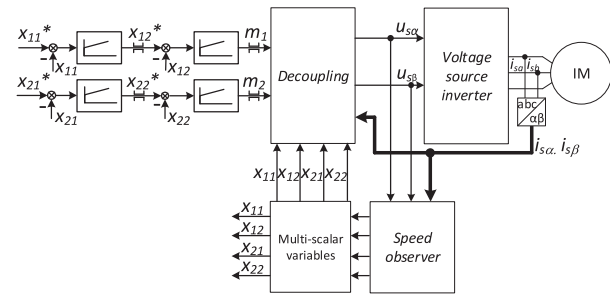 x11* x12* m1
x11 x12
x21* x22* m2
x21 x22
Decoupling
usα
usβ
Voltage source inverter
isa isb
IM
abc
αβ
isα. isβ
x11 x12 x21 x22
x11
x12
x21
x22
Multi-scalar variables
Speed observer